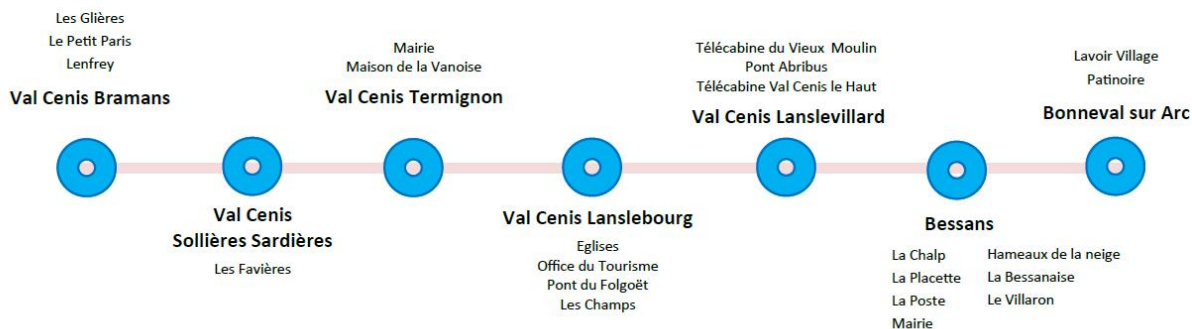 Les Glières
Le Petit Paris
Lenfrey
Val Cenis Bramans
Val Cenis
Sollières Sardières
Les Favières
Mairie
Maison de la Vanoise
Val Cenis Termignon
Val Cenis Lanslebourg
Eglises
Office du Tourisme
Pont du Folgoët
Les Champs
Télécabine du Vieux Moulin
Pont Abribus
Télécabine Val Cenis le Haut
Val Cenis Lanslevillard
Bessans
La Chalp
La Placette
La Poste
Mairie
Hameaux de la neige
La Bessanaise
Le Villaron
Lavoir Village
Patinoire
Bonneval sur Arc